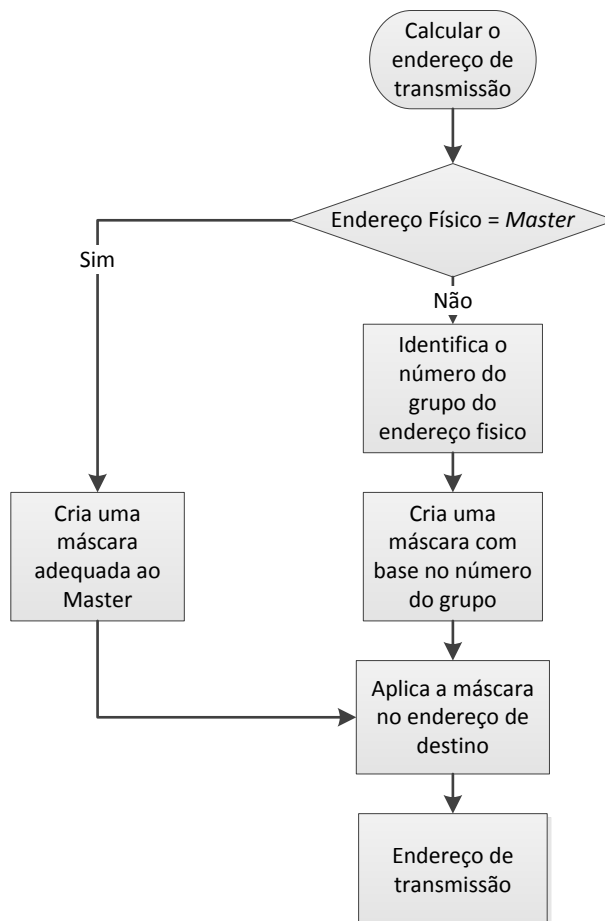 Calcular o
endereço de
transmissão
Endereço Físico = Master
Sim
Não
Identifica o
número do
grupo do
endereço fisico
Cria uma
máscara
adequada ao
Master
Cria uma
máscara com
base no número
do grupo
Aplica a máscara
no endereço de
destino
Endereço de
transmissão